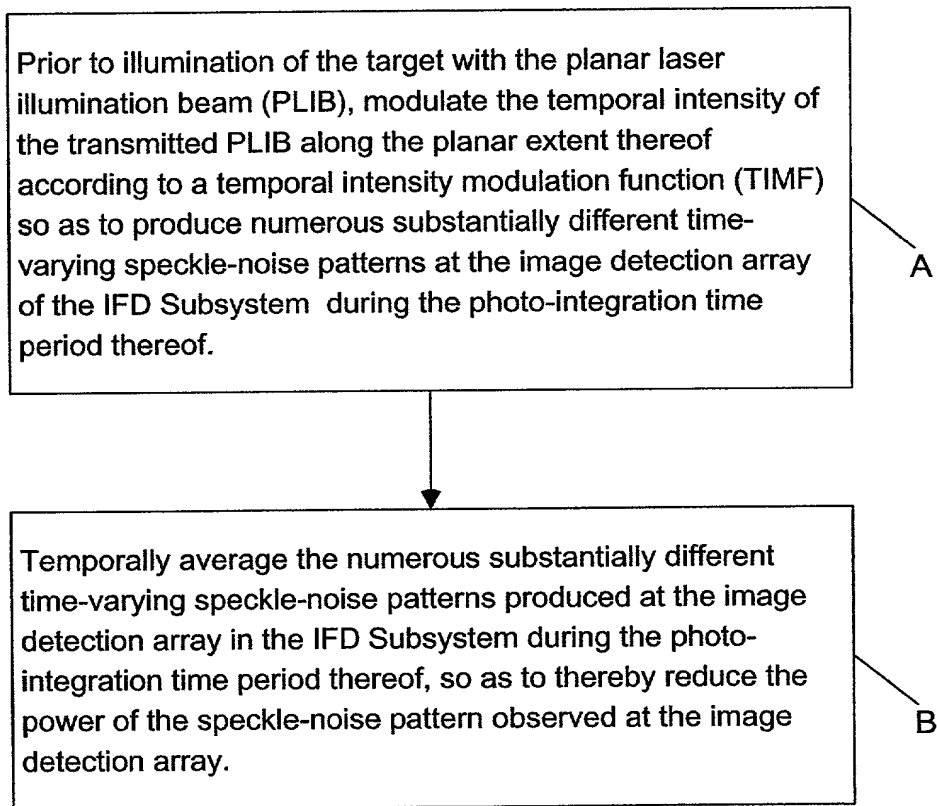 Prior to illumination of the target with the planar laser
illumination beam (PLIB), modulate the temporal intensity of
the transmitted PLIB along the planar extent thereof
according to a temporal intensity modulation function (TIMF)
so as to produce numerous substantially different time-
varying speckle-noise patterns at the image detection array
of the IFD Subsystem during the photo-integration time
period thereof.
A
Temporally average the numerous substantially different
time-varying speckle-noise patterns produced at the image
detection array in the IFD Subsystem during the photo-
integration time period thereof, so as to thereby reduce the
power of the speckle-noise pattern observed at the image
detection array.
B